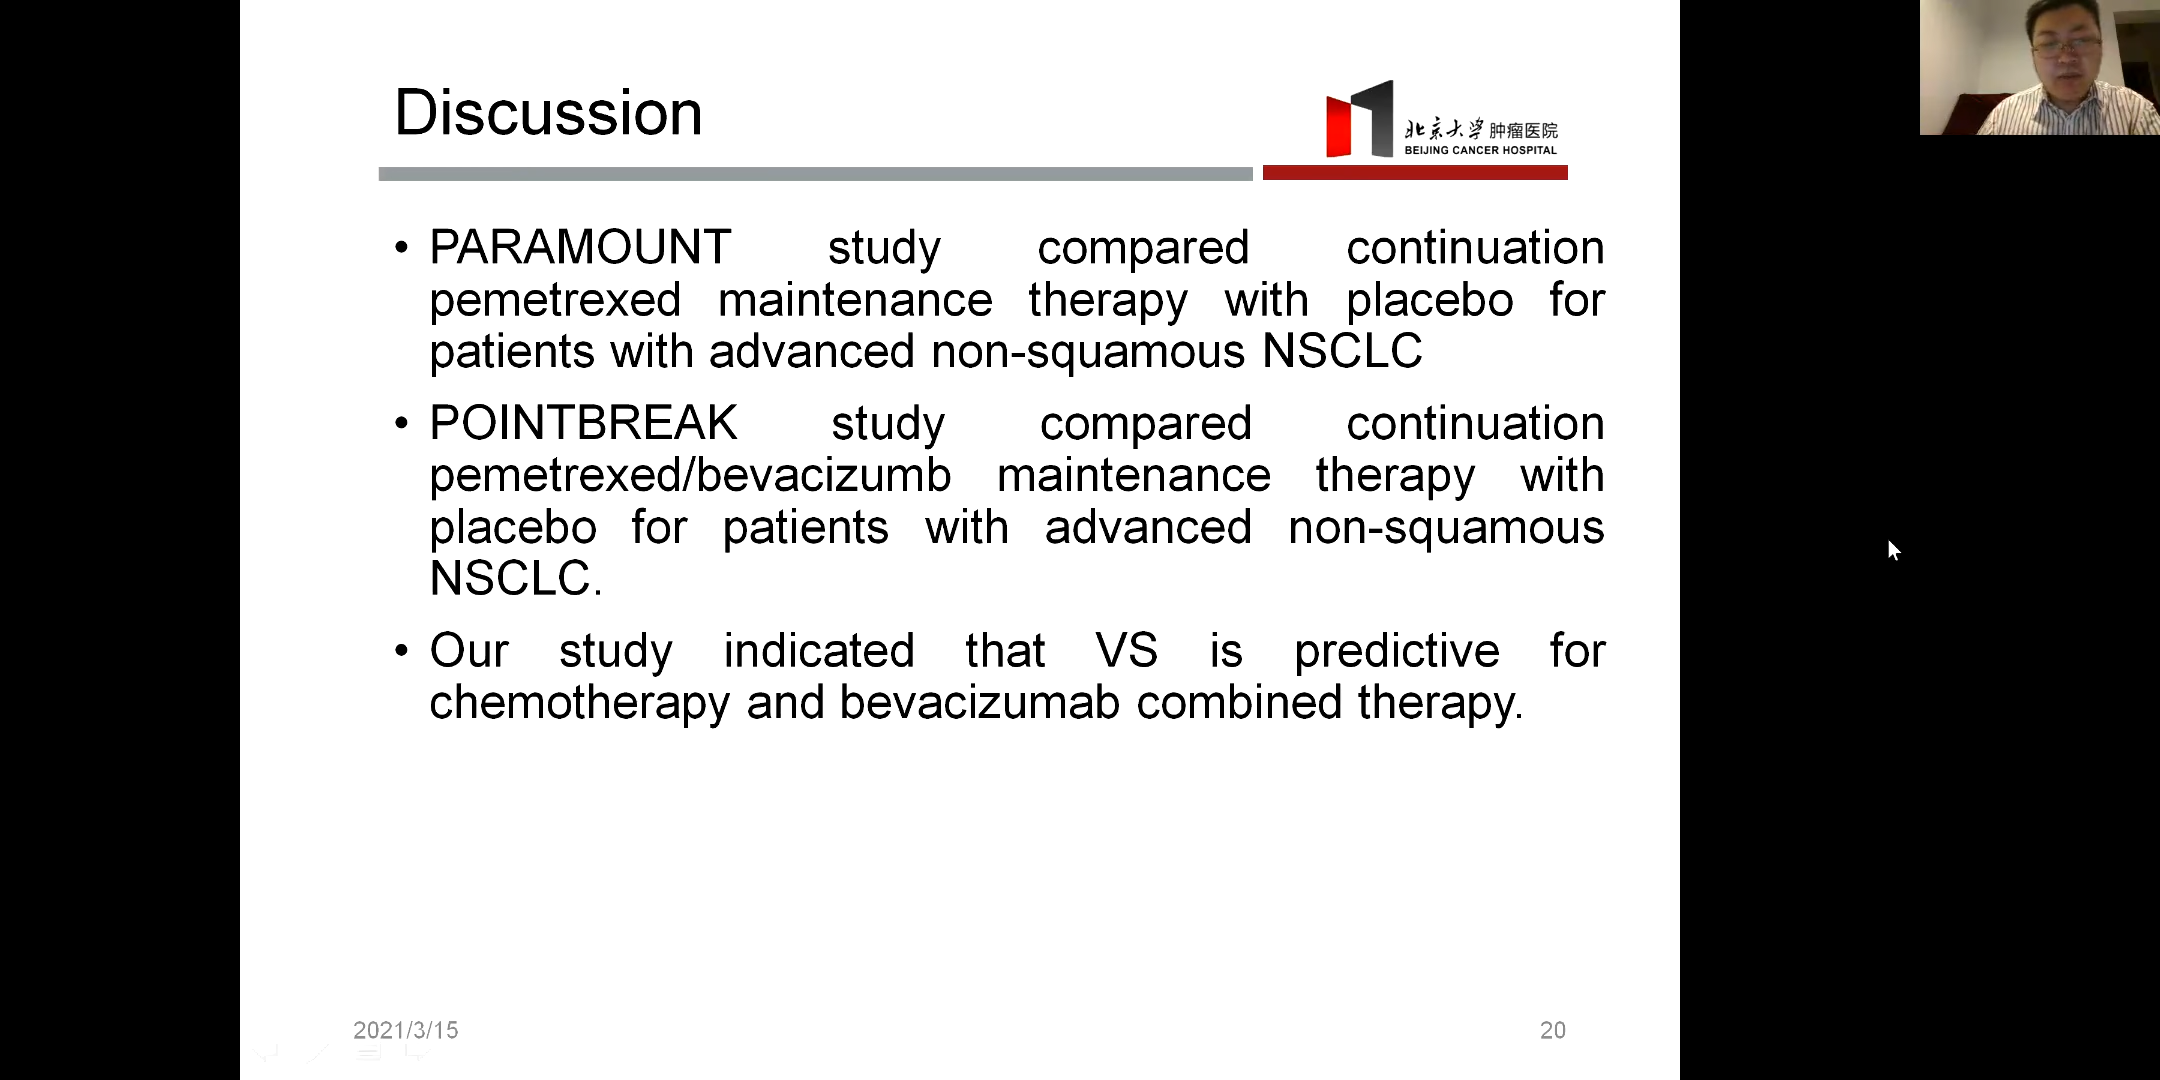 Discussion
北京大学肿瘤医院
BEIJING CANCER HOSPITAL
• PARAMOUNT study compared continuation
pemetrexed maintenance therapy with placebo for
patients with advanced non-squamous NSCLC
• POINTBREAK study compared continuation
pemetrexed/bevacizumb maintenance therapy with
placebo for patients with advanced non-squamous
NSCLC.
• Our study indicated that VS is predictive for
chemotherapy and bevacizumab combined therapy.
2021/3/15
20